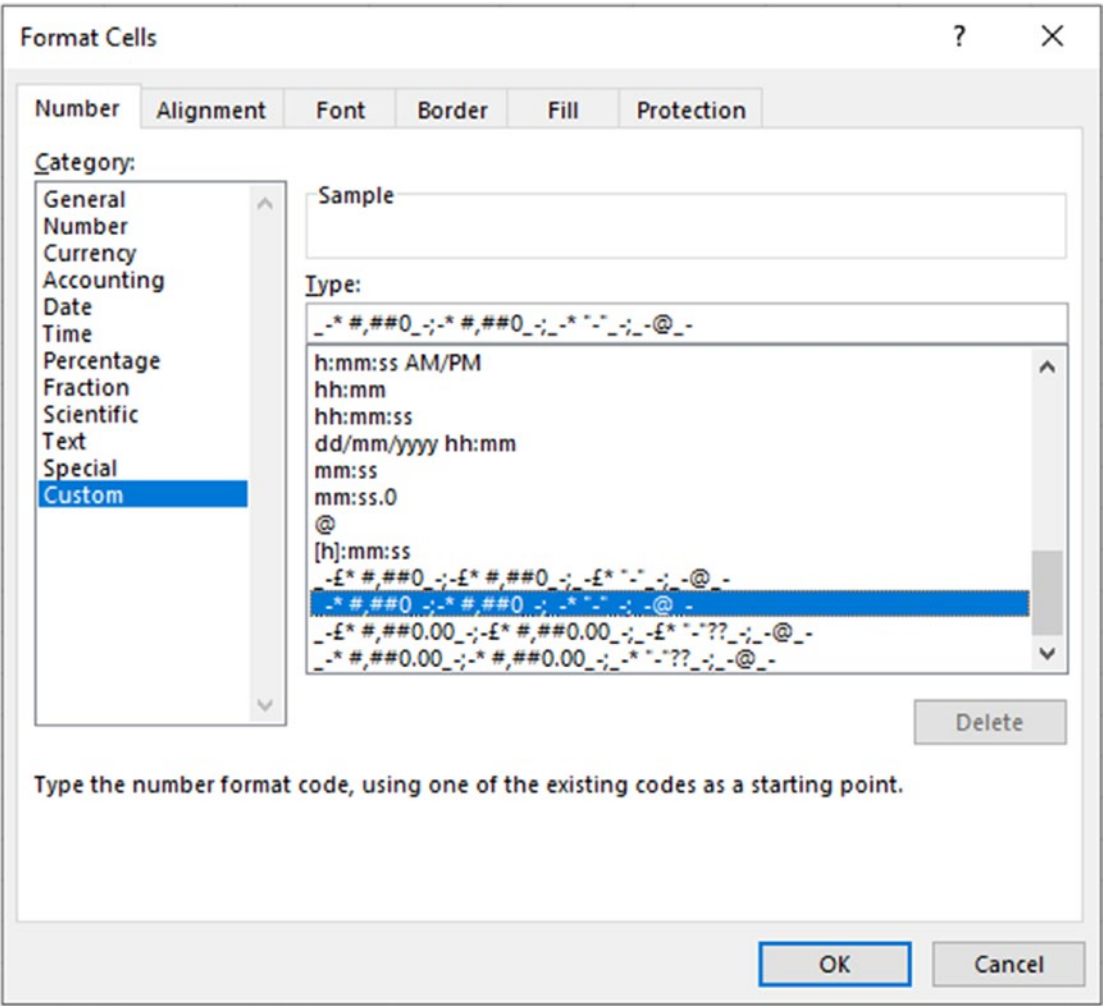 Format Cells ?
Number Alignment Font Border Fill Protection
Category:
General
Number
Currency
Accounting
Date
Time
Percentage
Fraction
Scientific
Text
Special
Custom
Sample
Type:
_-* #,##0_-;-* #,##0_-;_-* "-"_-;_-@_-
h:mm:ss AM/PM
hh:mm
hh:mm:ss
dd/mm/yyyy hh:mm
mm:ss
mm:ss.0
@
[h]:mm:ss
_-£* #,##0_-;-£* #,##0_-;_-£* "-"_-;_-@_-
_-* #,##0_-;-* #,##0_-;_-* "-"_-;_-@_-
_-£* #,##0.00_-;-£* #,##0.00_-;_-£* "-"??_-;_-@_-
_-* #,##0.00_-;-* #,##0.00_-;_-* "-"??_-;_-@_-
Delete
Type the number format code, using one of the existing codes as a starting point.
OK Cancel